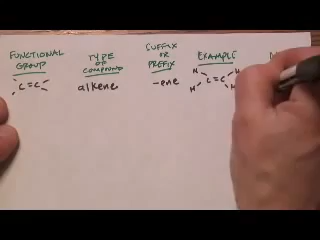 FUNCTIONAL GROUP
TYPE OF COMPOUND
SUFFIX OR PREFIX
EXAMPLE
C=C
alkene
-ene
H H
C=C
H H